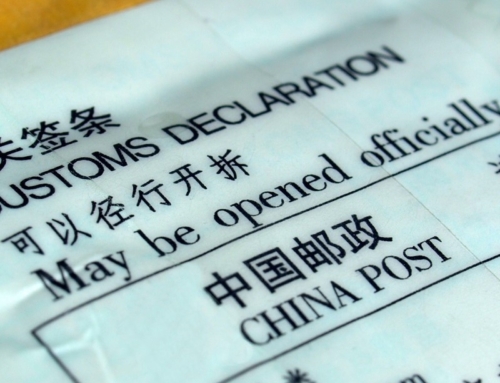 关签条
CUSTOMS DECLARATION
可以径行开拆
May be opened officially
中国邮政
CHINA POST
*